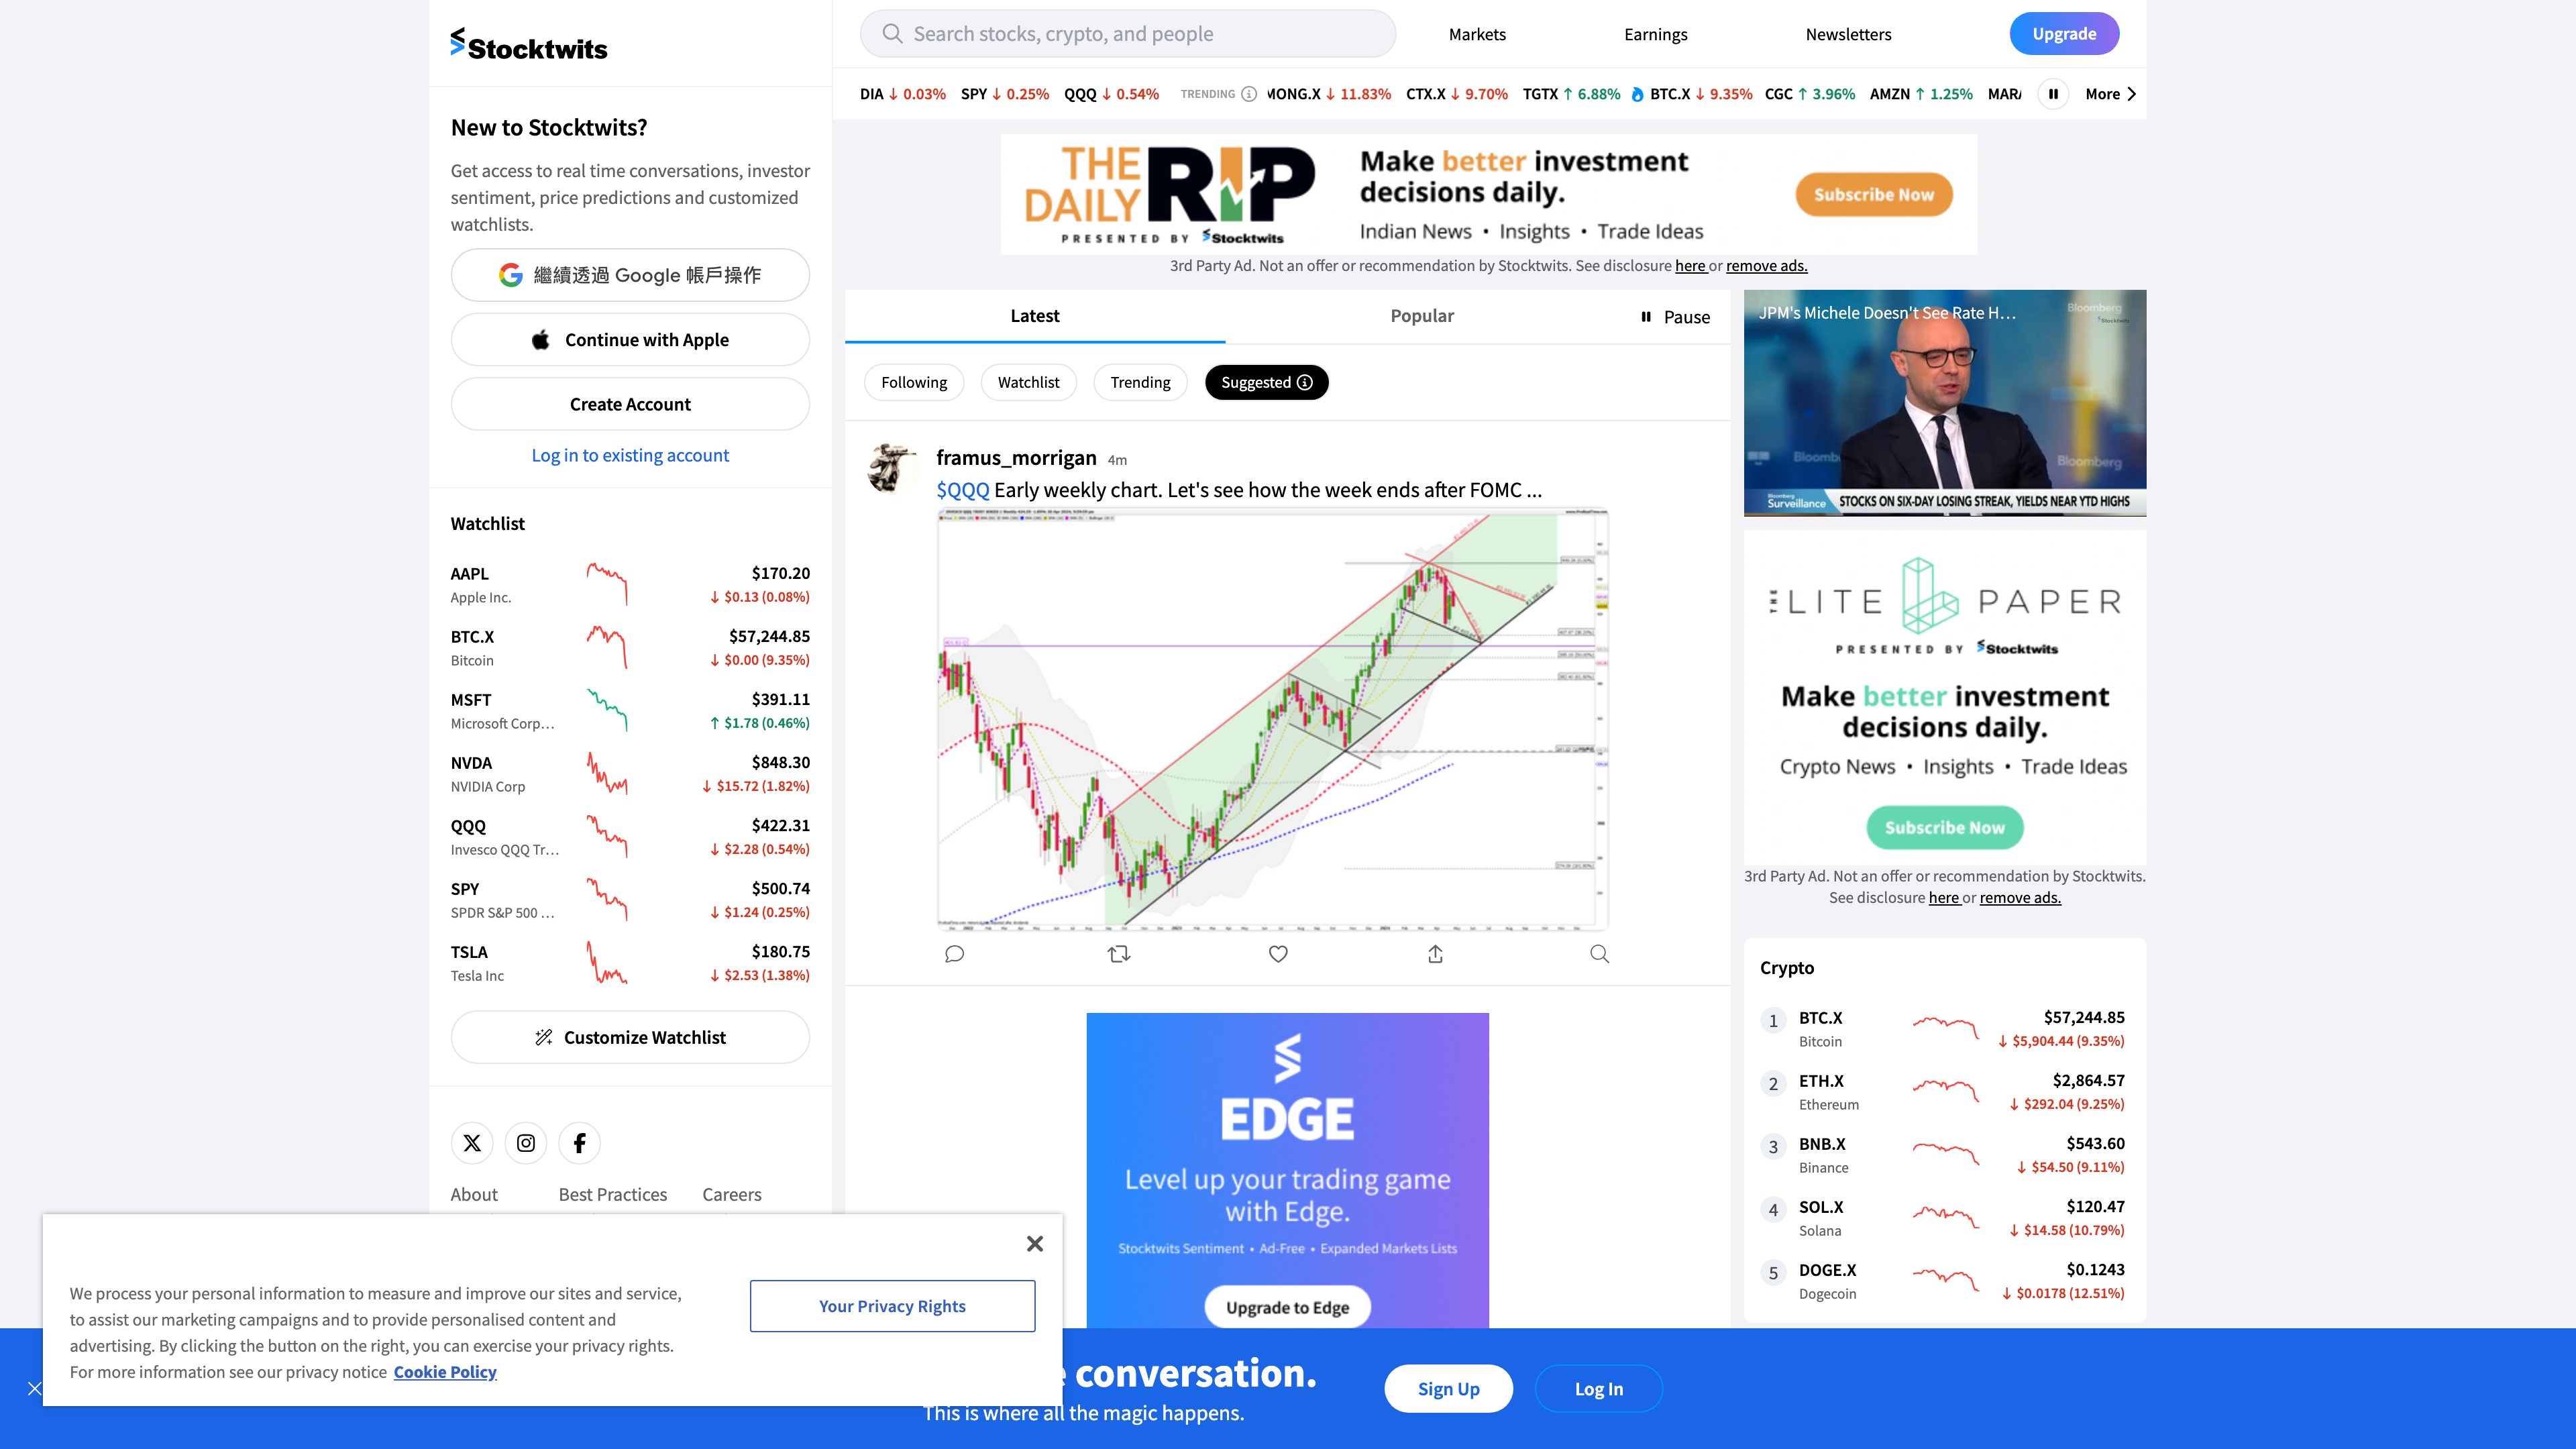 Stocktwits
Search stocks, crypto, and people
Markets
Earnings
Newsletters
Upgrade
DIA ↓ 0.03% SPY ↓ 0.25% QQQ ↓ 0.54% TRENDING MONG.X ↓ 11.83% CTX.X ↓ 9.70% TGTX ↑ 6.88% BTC.X ↓ 9.35% CGC ↑ 3.96% AMZN ↑ 1.25% MARA More
New to Stocktwits?
Get access to real time conversations, investor
sentiment, price predictions and customized
watchlists.
繼續透過 Google 帳戶操作
Continue with Apple
Create Account
Log in to existing account
Watchlist
AAPL $170.20
Apple Inc. ↓ $0.13 (0.08%)
BTC.X $57,244.85
Bitcoin ↓ $0.00 (9.35%)
MSFT $391.11
Microsoft Corp... ↑ $1.78 (0.46%)
NVDA $848.30
NVIDIA Corp ↓ $15.72 (1.82%)
QQQ $422.31
Invesco QQQ Tr... ↓ $2.28 (0.54%)
SPY $500.74
SPDR S&P 500 ... ↓ $1.24 (0.25%)
TSLA $180.75
Tesla Inc ↓ $2.53 (1.38%)
Customize Watchlist
About Best Practices Careers
THE DAILY RIP
PRESENTED BY Stocktwits
Make better investment
decisions daily.
Indian News • Insights • Trade Ideas
Subscribe Now
3rd Party Ad. Not an offer or recommendation by Stocktwits. See disclosure here or remove ads.
Latest
Popular
Pause
Following
Watchlist
Trending
Suggested
framus_morrigan 4m
$QQQ Early weekly chart. Let's see how the week ends after FOMC ...
EDGE
Level up your trading game
with Edge.
Stocktwits Sentiment • Ad-Free • Expanded Markets Lists
Upgrade to Edge
JPM's Michele Doesn't See Rate H...
Bloomberg
Stocktwits
Bloomberg
Bloomberg
Surveillance
STOCKS ON SIX-DAY LOSING STREAK, YIELDS NEAR YTD HIGHS
THE LITE PAPER
PRESENTED BY Stocktwits
Make better investment
decisions daily.
Crypto News • Insights • Trade Ideas
Subscribe Now
3rd Party Ad. Not an offer or recommendation by Stocktwits.
See disclosure here or remove ads.
Crypto
1 BTC.X $57,244.85
Bitcoin ↓ $5,904.44 (9.35%)
2 ETH.X $2,864.57
Ethereum ↓ $292.04 (9.25%)
3 BNB.X $543.60
Binance ↓ $54.50 (9.11%)
4 SOL.X $120.47
Solana ↓ $14.58 (10.79%)
5 DOGE.X $0.1243
Dogecoin ↓ $0.0178 (12.51%)
We process your personal information to measure and improve our sites and service,
to assist our marketing campaigns and to provide personalised content and
advertising. By clicking the button on the right, you can exercise your privacy rights.
For more information see our privacy notice Cookie Policy
Your Privacy Rights
conversation.
This is where all the magic happens.
Sign Up
Log In